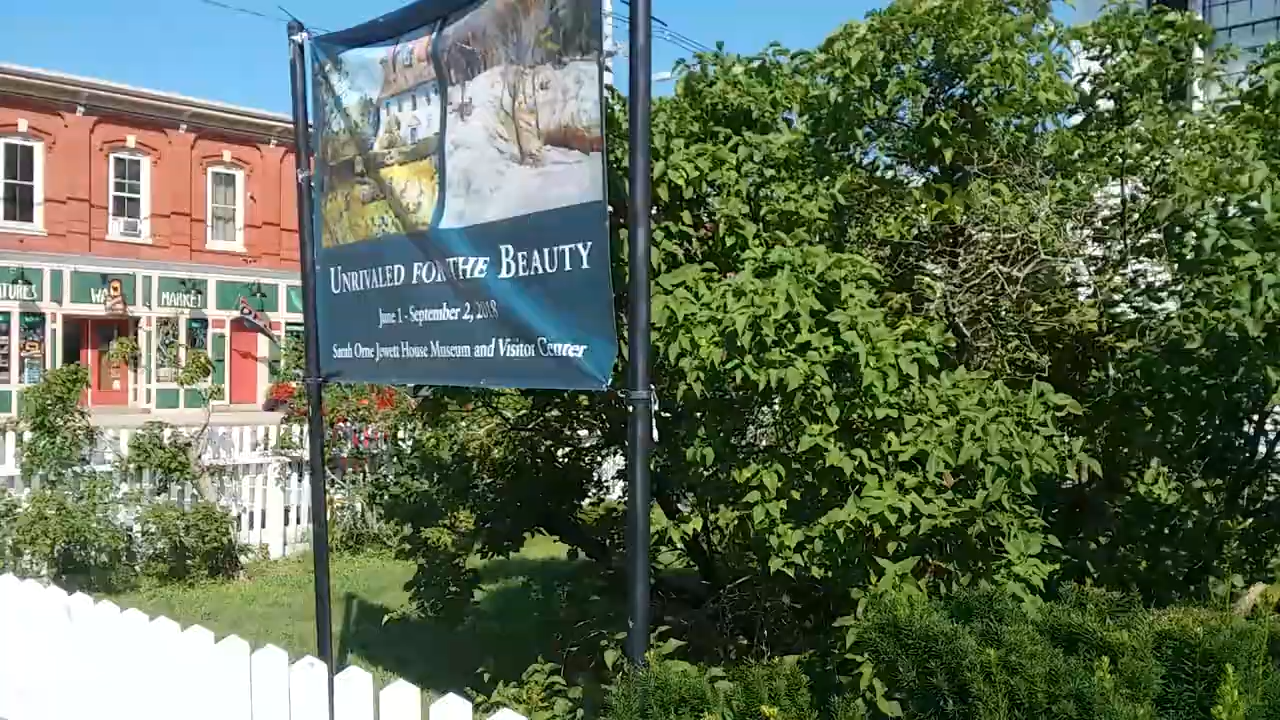 Unrivaled for the Beauty
June 1 - September 2, 2018
Sarah Orne Jewett House Museum and Visitor Center
MARKET